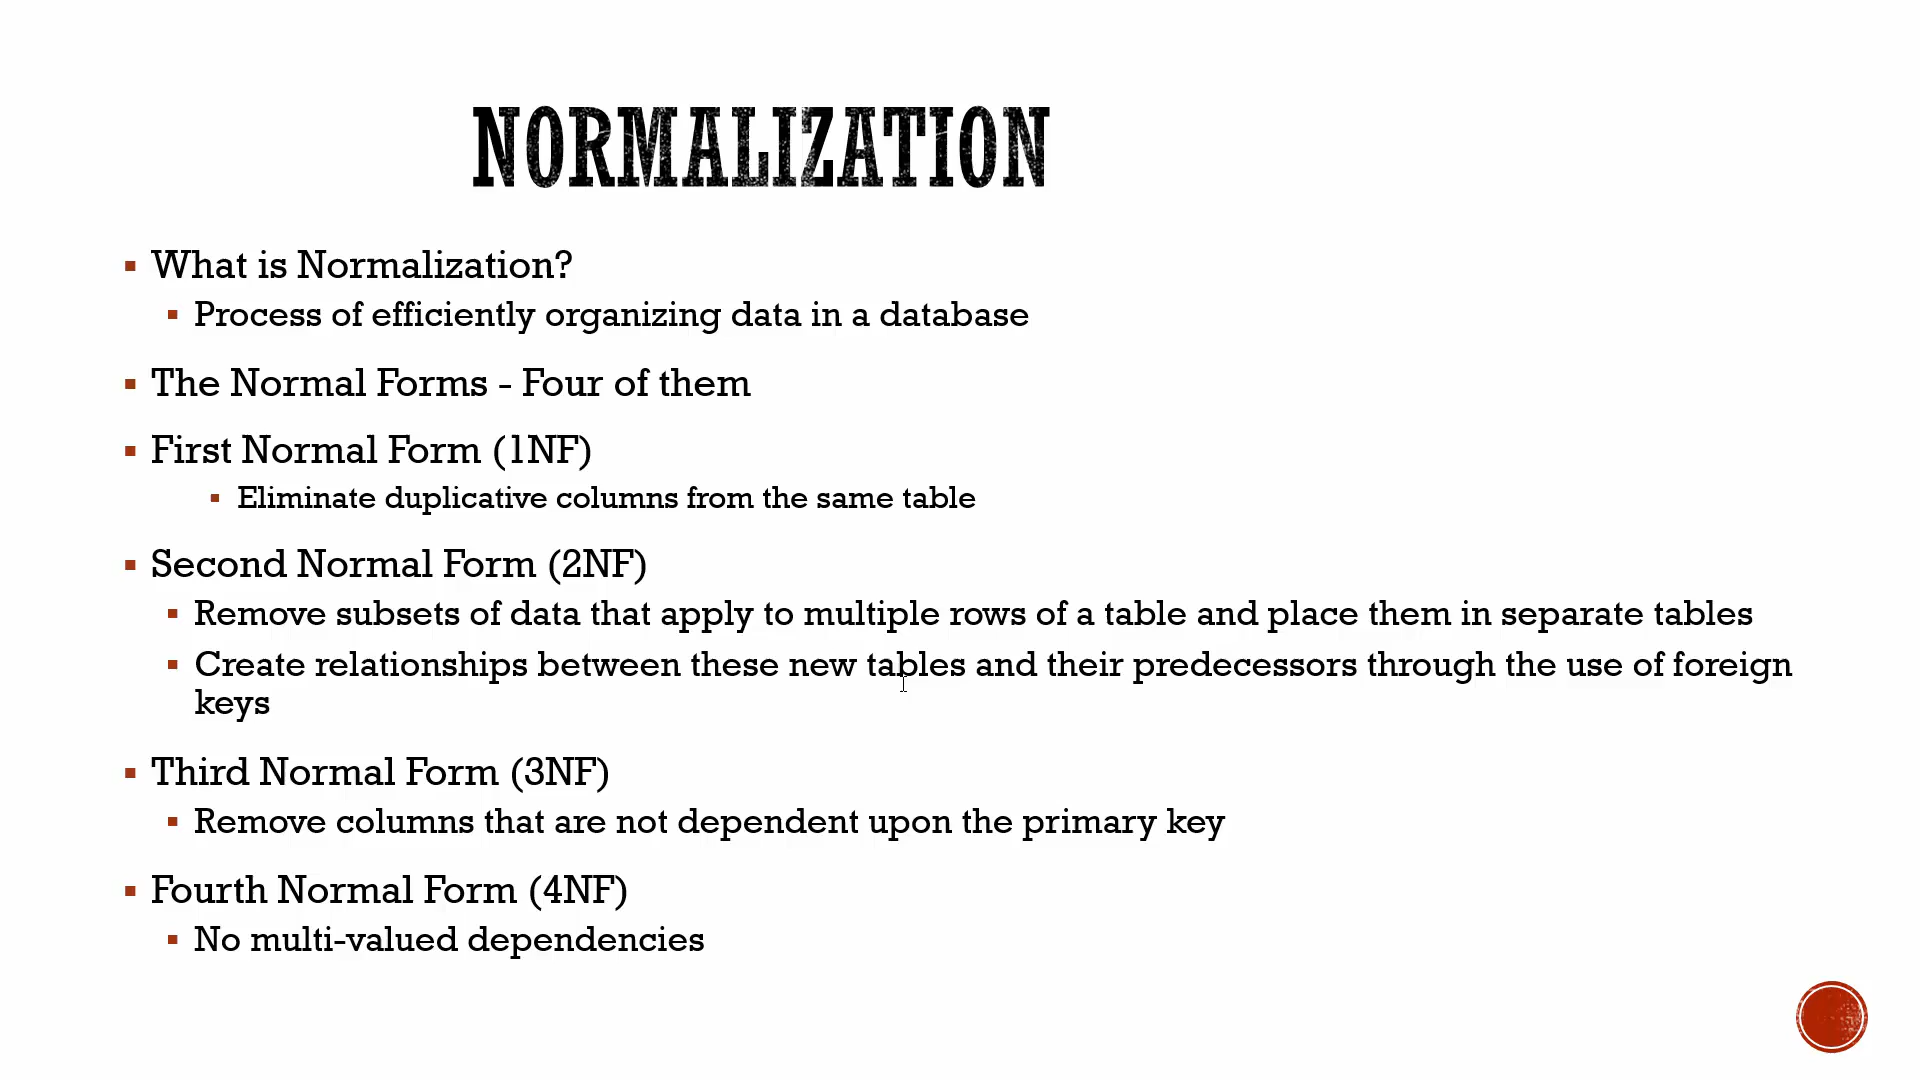 NORMALIZATION
What is Normalization?
Process of efficiently organizing data in a database
The Normal Forms - Four of them
First Normal Form (1NF)
Eliminate duplicative columns from the same table
Second Normal Form (2NF)
Remove subsets of data that apply to multiple rows of a table and place them in separate tables
Create relationships between these new tables and their predecessors through the use of foreign
keys
Third Normal Form (3NF)
Remove columns that are not dependent upon the primary key
Fourth Normal Form (4NF)
No multi-valued dependencies